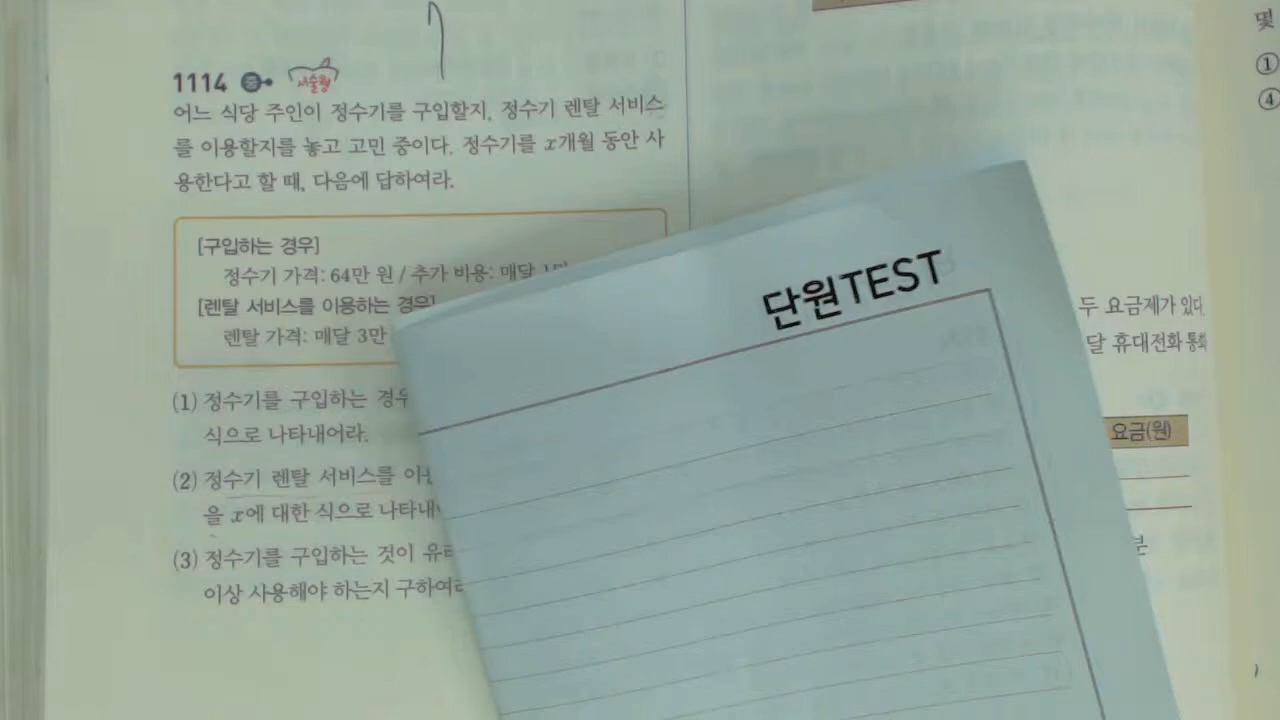 1114 중 서술형
어느 식당 주인이 정수기를 구입할지, 정수기 렌탈 서비스
를 이용할지를 놓고 고민 중이다. 정수기를 x개월 동안 사
용한다고 할 때, 다음에 답하여라.
[구입하는 경우]
정수기 가격: 64만 원 / 추가 비용: 매달 1만
[렌탈 서비스를 이용하는 경우]
렌탈 가격: 매달 3만
(1) 정수기를 구입하는 경우
식으로 나타내어라.
(2) 정수기 렌탈 서비스를 이용
을 x에 대한 식으로 나타내어
(3) 정수기를 구입하는 것이 유리
이상 사용해야 하는지 구하여라
단원TEST
두 요금제가 있다
달 휴대전화 통화
요금(원)
분
몇
①
④